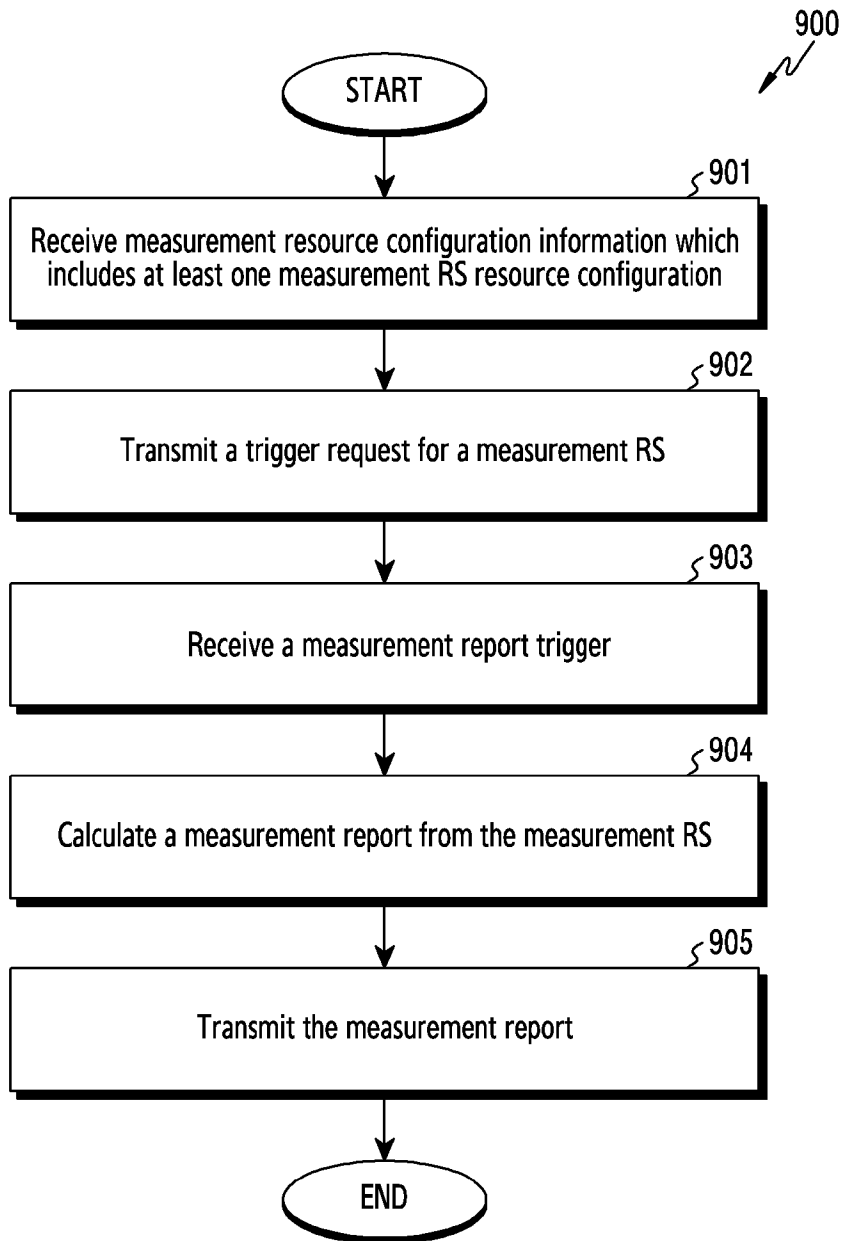 900
START
901
Receive measurement resource configuration information which
includes at least one measurement RS resource configuration
902
Transmit a trigger request for a measurement RS
903
Receive a measurement report trigger
904
Calculate a measurement report from the measurement RS
905
Transmit the measurement report
END